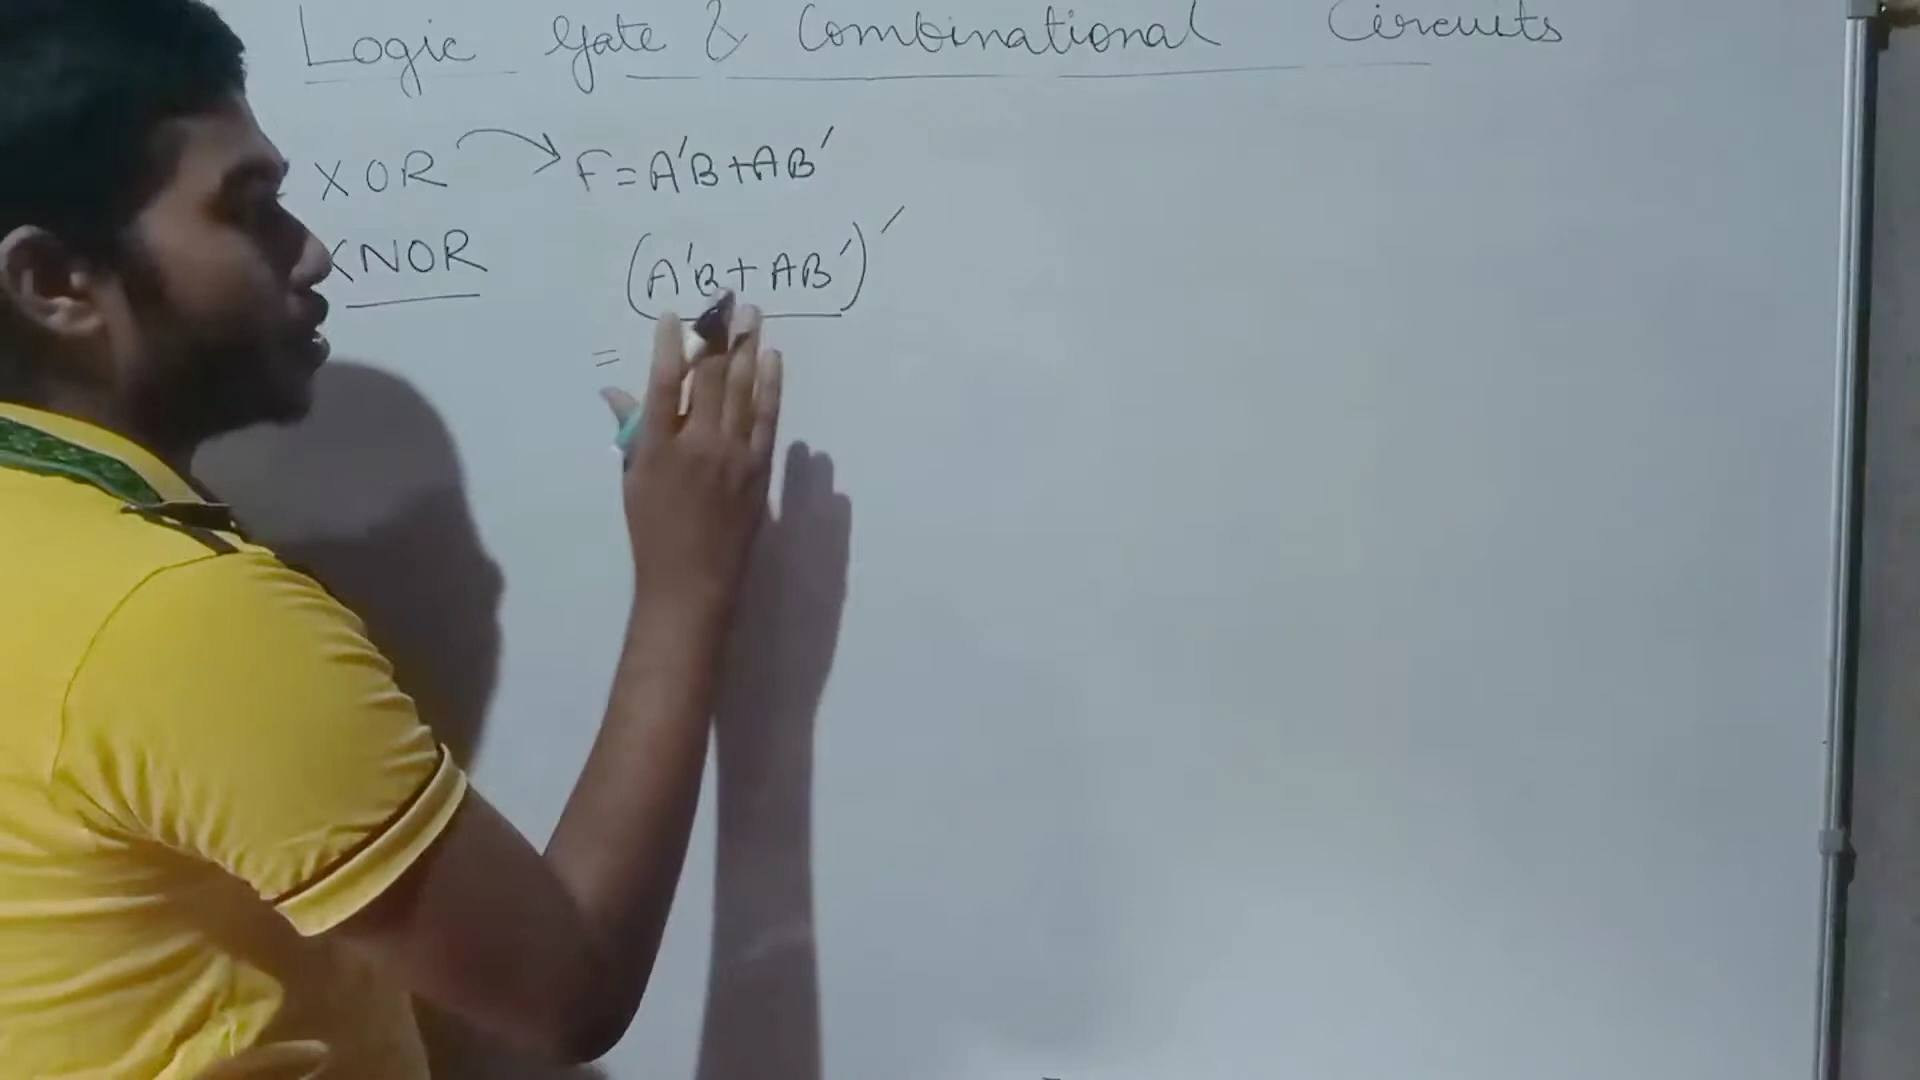 Logic Gate & Combinational Circuits
XOR → F = A'B + AB'
XNOR (A'B + AB')'
=